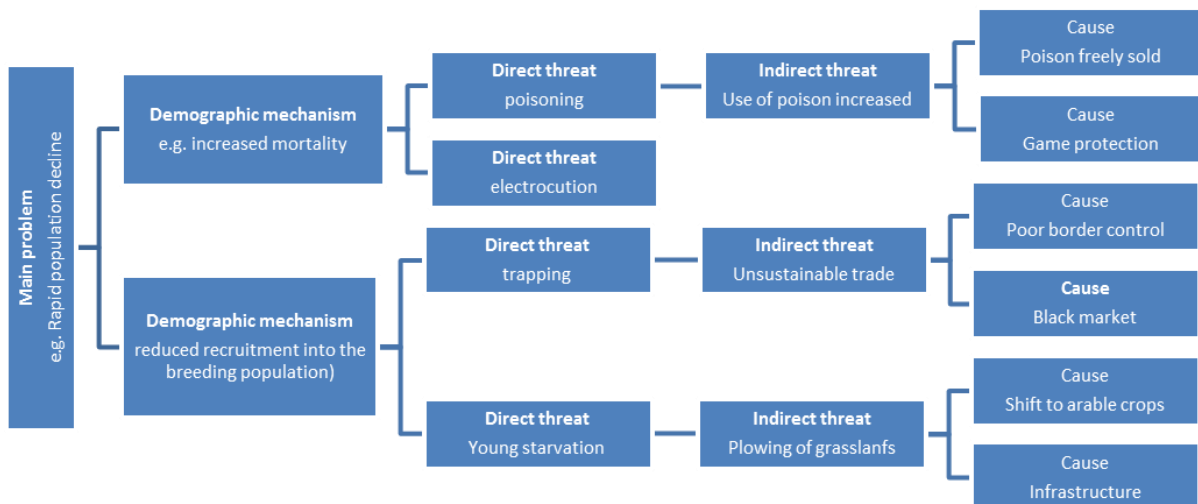 Main problem
e.g. Rapid population decline
Demographic mechanism
e.g. increased mortality
Direct threat
poisoning
Indirect threat
Use of poison increased
Cause
Poison freely sold
Cause
Game protection
Direct threat
electrocution
Demographic mechanism
reduced recruitment into the
breeding population)
Direct threat
trapping
Indirect threat
Unsustainable trade
Cause
Poor border control
Cause
Black market
Direct threat
Young starvation
Indirect threat
Plowing of grasslanfs
Cause
Shift to arable crops
Cause
Infrastructure